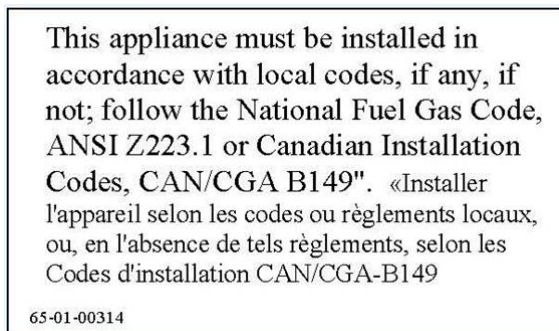 This appliance must be installed in
accordance with local codes, if any, if
not; follow the National Fuel Gas Code,
ANSI Z223.1 or Canadian Installation
Codes, CAN/CGA B149". «Installer
l'appareil selon les codes ou règlements locaux,
ou, en l'absence de tels règlements, selon les
Codes d'installation CAN/CGA-B149
65-01-00314